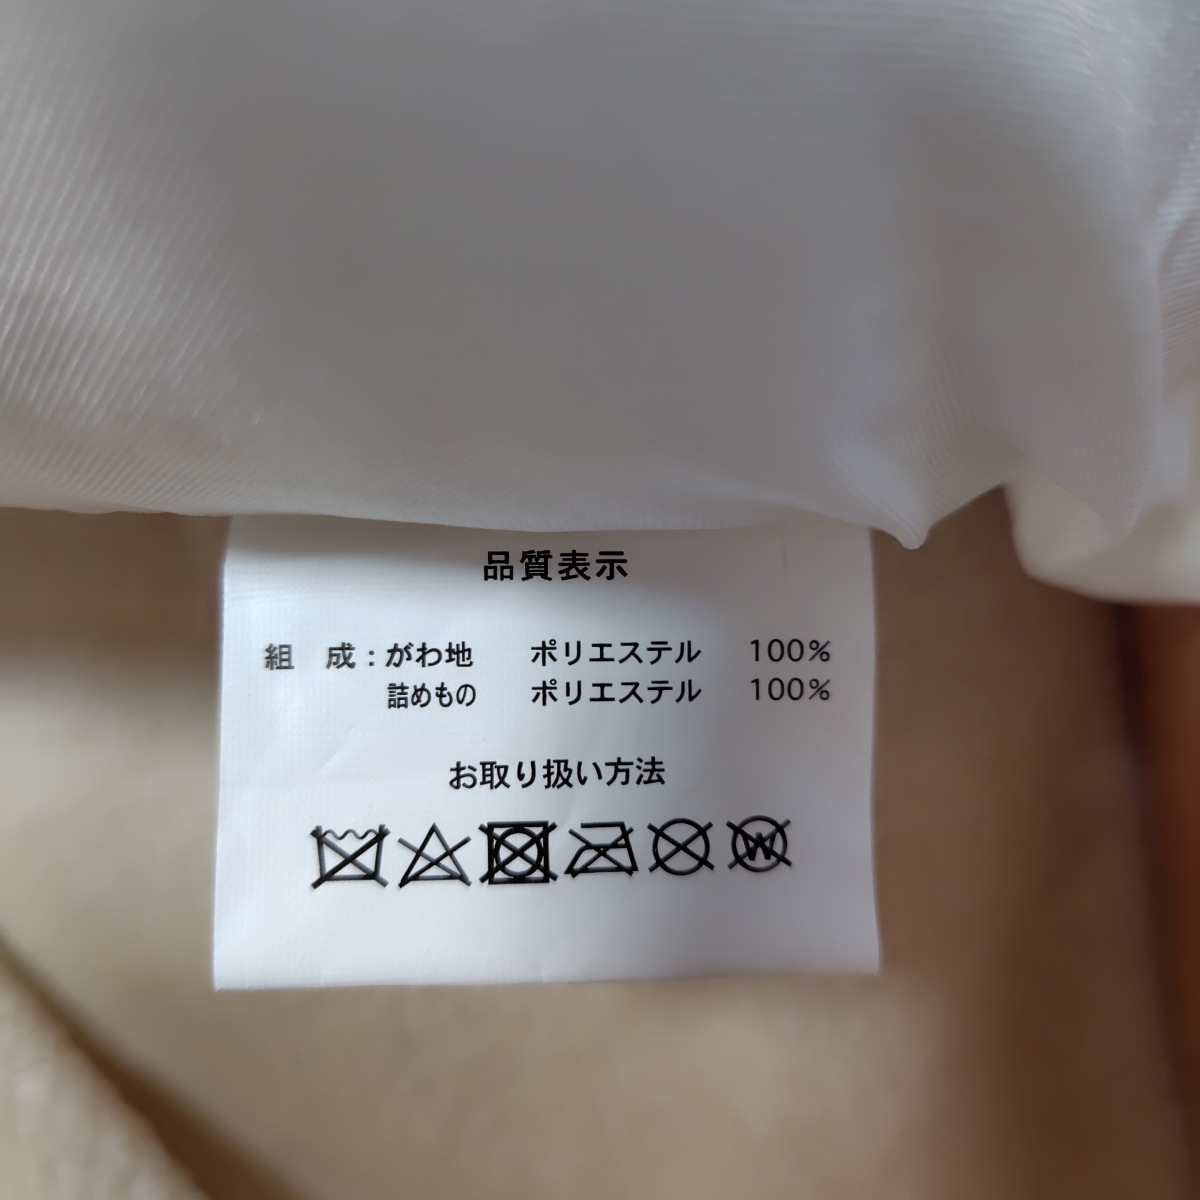 品質表示
組 成：がわ地 ポリエステル 100%
詰めもの ポリエステル 100%
お取り扱い方法
W